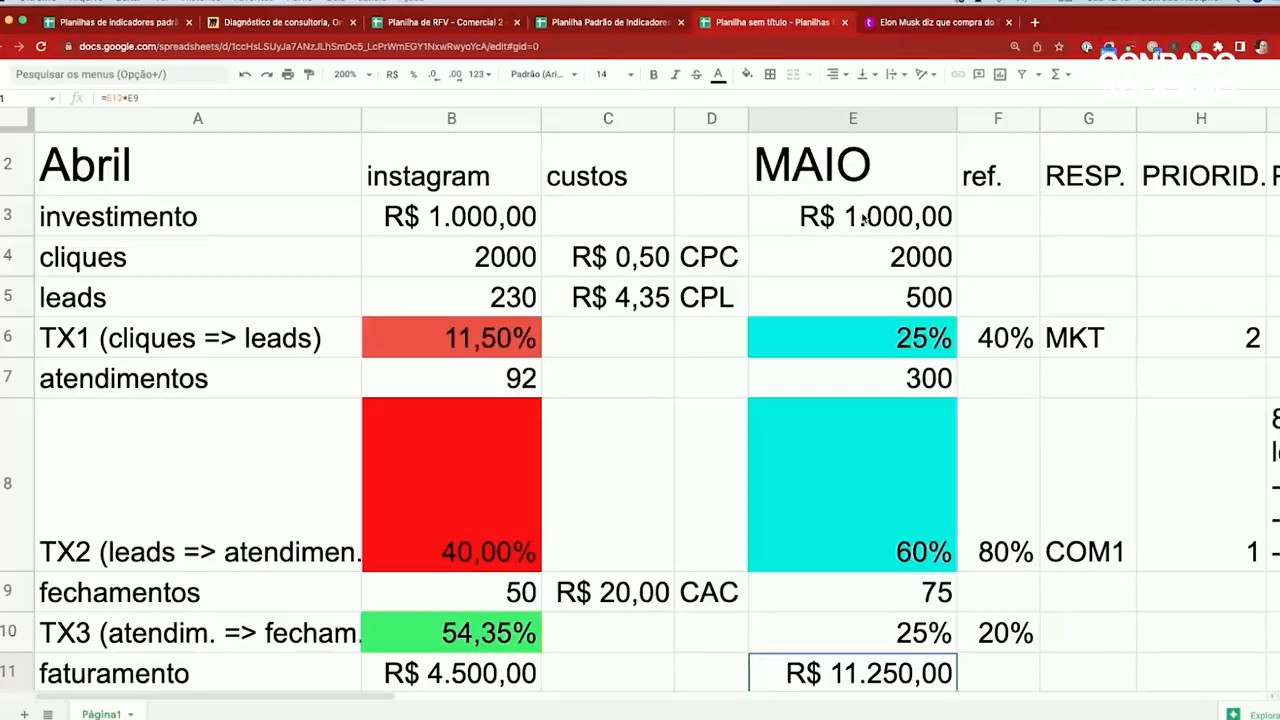 Planilhas de indicadores padrã
Diagnóstico de consultoria, On
Planilha de RFV - Comercial 2
Planilha Padrão de Indicadores
Planilha sem título - Planilhas
Elon Musk diz que compra do
docs.google.com/spreadsheets/d/1ccHsLSUyJa7ANzJLhSmDc5_LcPrWmEGY1NxwRwyoYcA/edit#gid=0
Pesquisar os menus (Opção+/)
200%
R$ % .0 .00 123
Padrão (Ari...
14
B I S A
CONRADO
fx =E12*E9
A B C D E F G H
2 Abril instagram custos MAIO ref. RESP. PRIORID.
3 investimento R$ 1.000,00 R$ 1.000,00
4 cliques 2000 R$ 0,50 CPC 2000
5 leads 230 R$ 4,35 CPL 500
6 TX1 (cliques => leads) 11,50% 25% 40% MKT 2
7 atendimentos 92 300
8 TX2 (leads => atendimen. 40,00% 60% 80% COM1 1
9 fechamentos 50 R$ 20,00 CAC 75
10 TX3 (atendim. => fecham. 54,35% 25% 20%
11 faturamento R$ 4.500,00 R$ 11.250,00
Página1
Explora